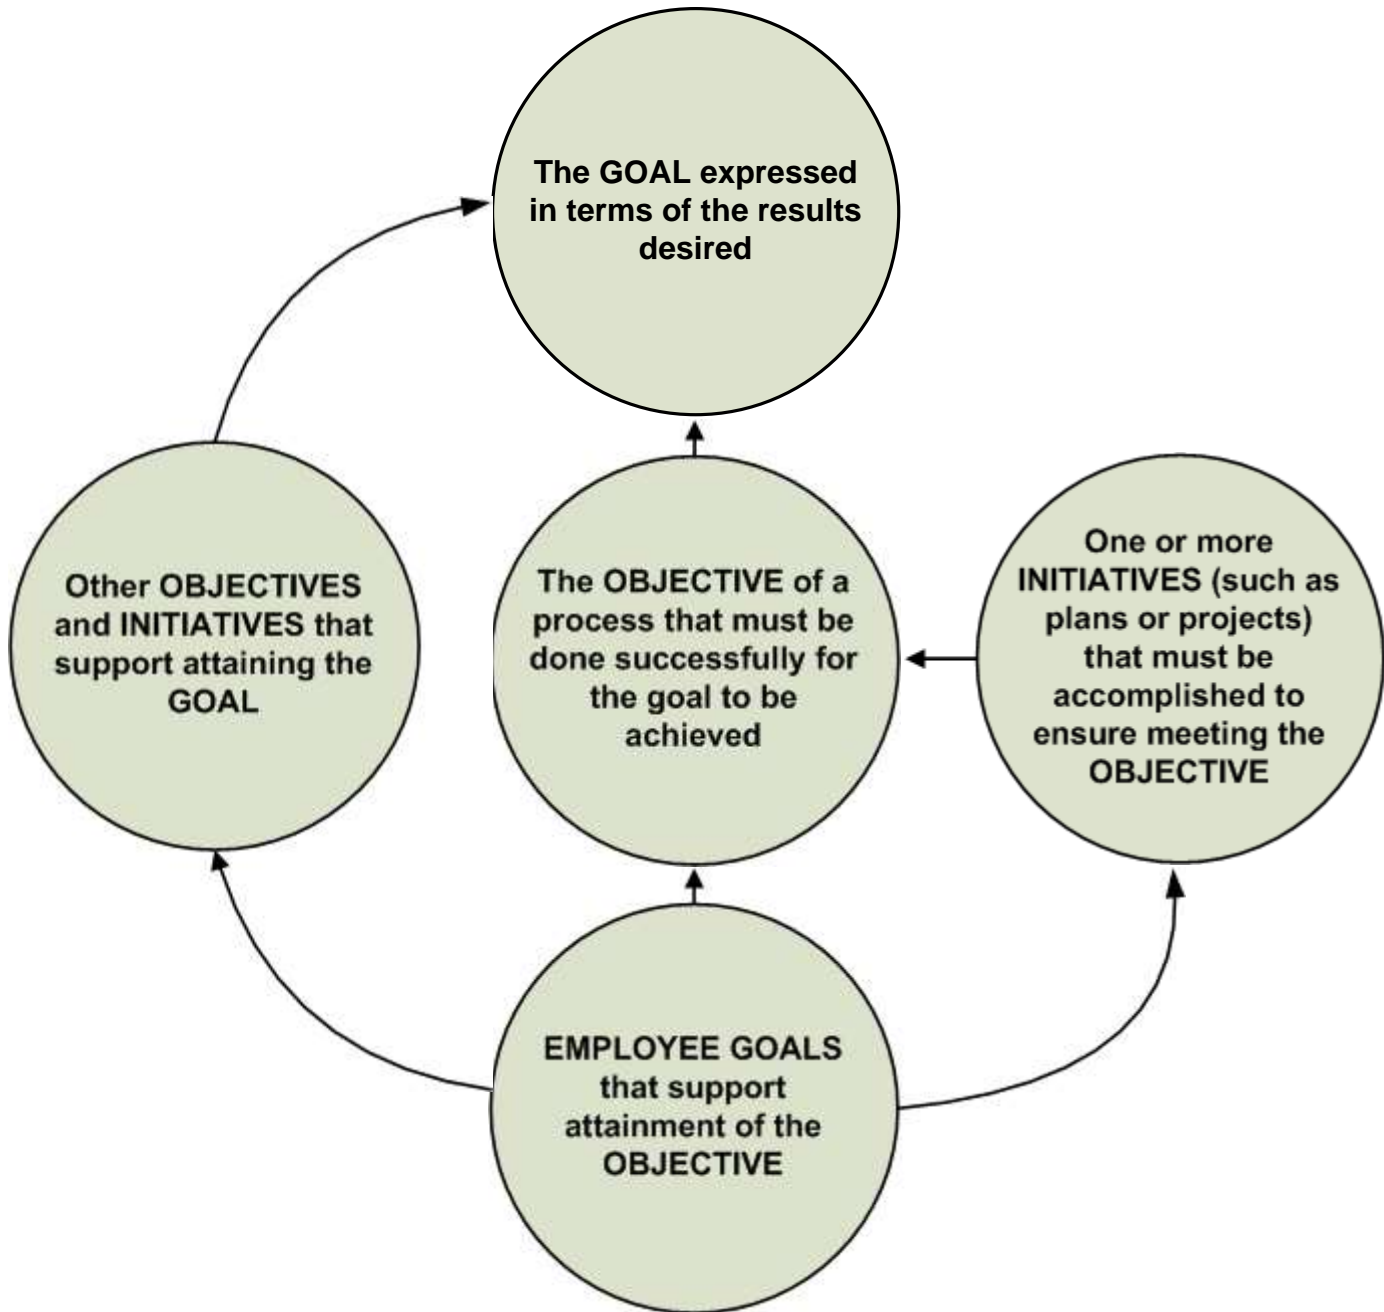 The GOAL expressed
in terms of the results
desired
Other OBJECTIVES
and INITIATIVES that
support attaining the
GOAL
The OBJECTIVE of a
process that must be
done successfully for
the goal to be
achieved
One or more
INITIATIVES (such as
plans or projects)
that must be
accomplished to
ensure meeting the
OBJECTIVE
EMPLOYEE GOALS
that support
attainment of the
OBJECTIVE